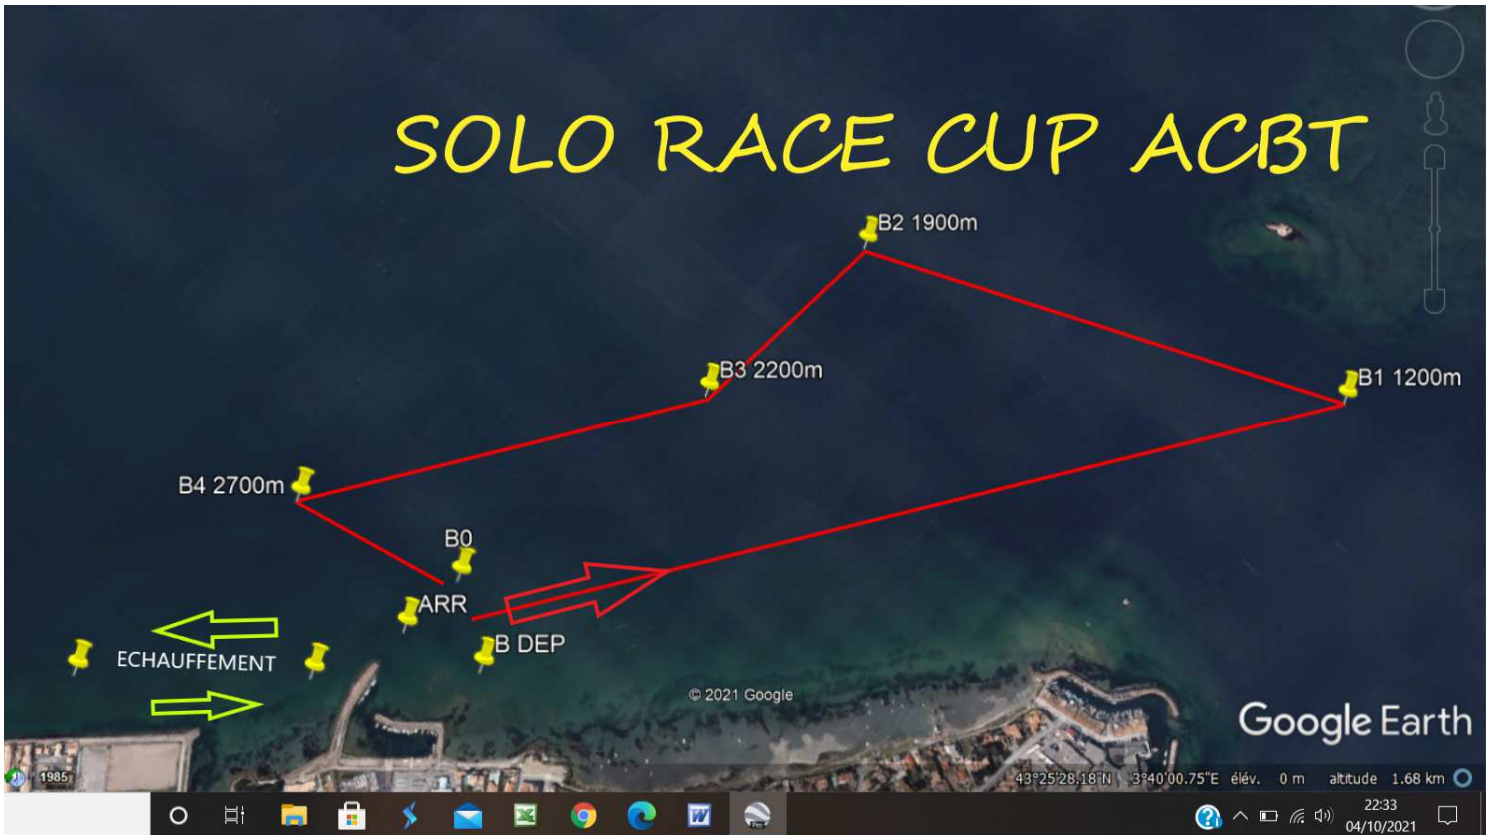 SOLO RACE CUP ACBT
B2 1900m
B3 2200m
B1 1200m
B4 2700m
B0
ARR
B DEP
ECHAUFFEMENT
© 2021 Google
Google Earth
1985
43°25'28.18"N 3°40'00.75"E élév. 0 m altitude 1.68 km
22:33
04/10/2021